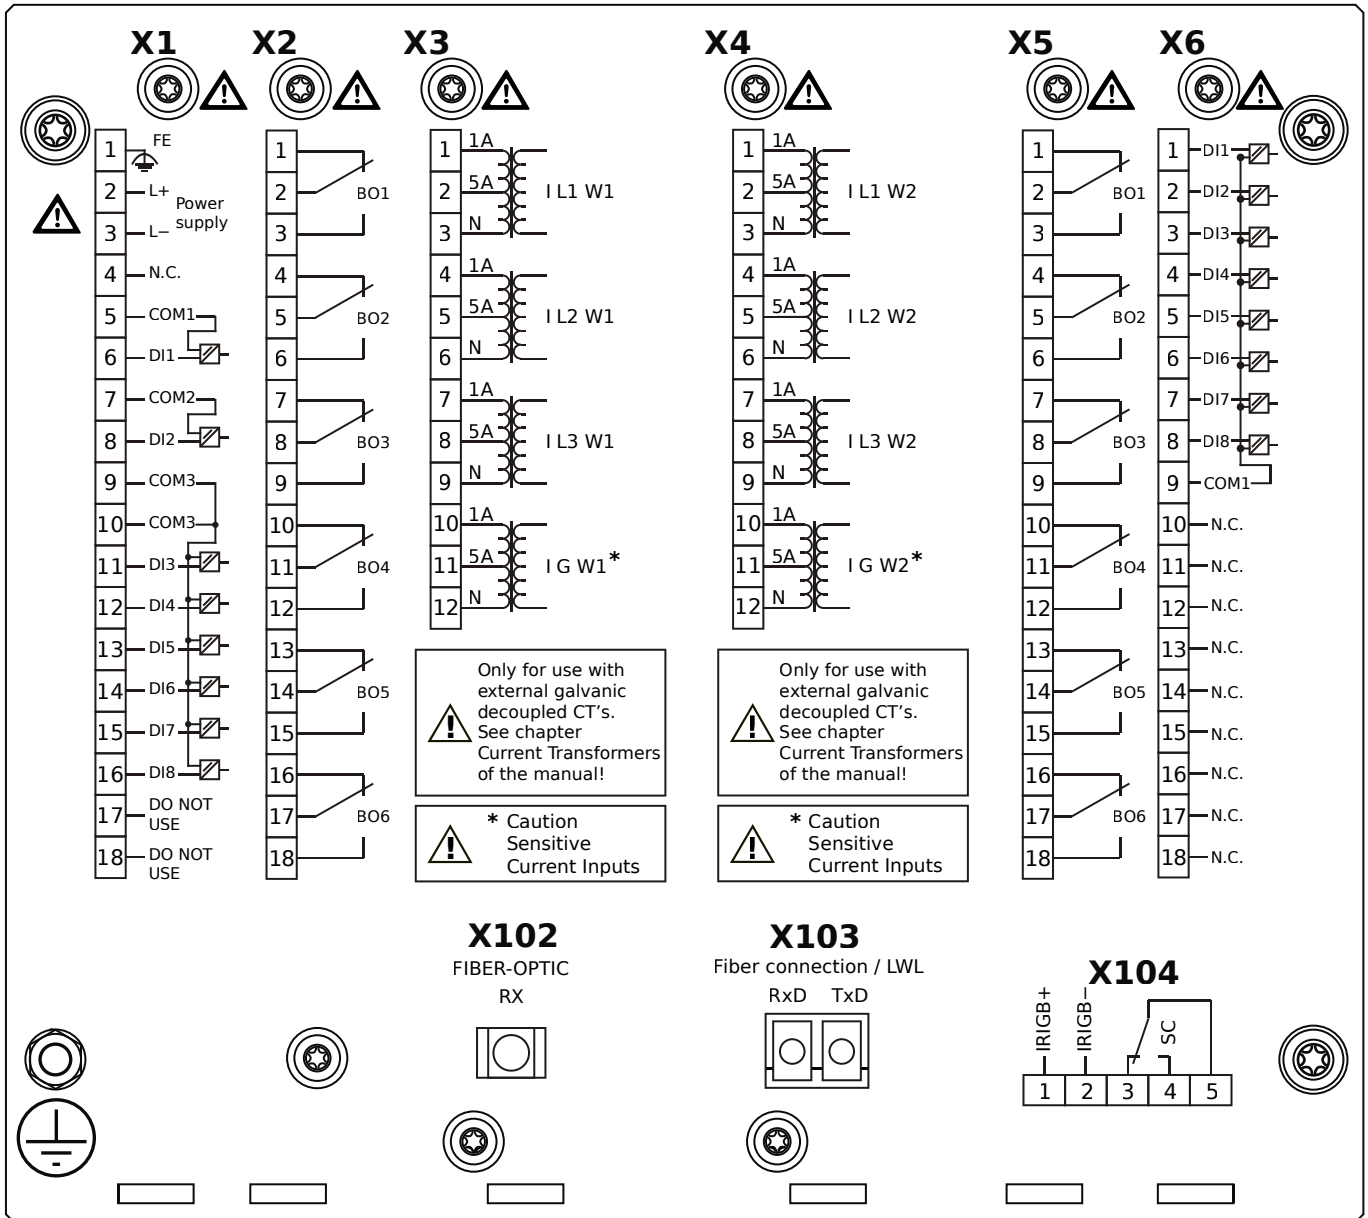 X1
X2
X3
X4
X5
X6
1 FE
2 L+
Power
supply
3 L−
4 N.C.
5 COM1
6 DI1
7 COM2
8 DI2
9 COM3
10 COM3
11 DI3
12 DI4
13 DI5
14 DI6
15 DI7
16 DI8
17 DO NOT
USE
18 DO NOT
USE
1
2 BO1
3
4
5 BO2
6
7
8 BO3
9
10
11 BO4
12
13
14 BO5
15
16
17 BO6
18
1 1A
2 5A I L1 W1
3 N
4 1A
5 5A I L2 W1
6 N
7 1A
8 5A I L3 W1
9 N
10 1A
11 5A I G W1*
12 N
Only for use with
external galvanic
decoupled CT’s.
See chapter
Current Transformers
of the manual!
* Caution
Sensitive
Current Inputs
1 1A
2 5A I L1 W2
3 N
4 1A
5 5A I L2 W2
6 N
7 1A
8 5A I L3 W2
9 N
10 1A
11 5A I G W2*
12 N
Only for use with
external galvanic
decoupled CT’s.
See chapter
Current Transformers
of the manual!
* Caution
Sensitive
Current Inputs
1
2 BO1
3
4
5 BO2
6
7
8 BO3
9
10
11 BO4
12
13
14 BO5
15
16
17 BO6
18
1 DI1
2 DI2
3 DI3
4 DI4
5 DI5
6 DI6
7 DI7
8 DI8
9 COM1
10 N.C.
11 N.C.
12 N.C.
13 N.C.
14 N.C.
15 N.C.
16 N.C.
17 N.C.
18 N.C.
X102
FIBER-OPTIC
RX
X103
Fiber connection / LWL
RxD TxD
X104
IRIGB+
IRIGB−
SC
1 2 3 4 5